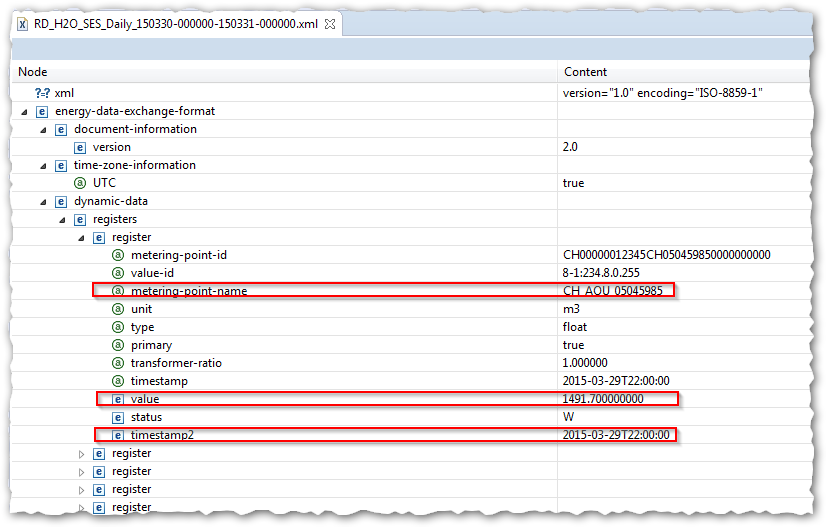 RD_H2O_SES_Daily_150330-000000-150331-000000.xml
Node Content
?-? xml version="1.0" encoding="ISO-8859-1"
e energy-data-exchange-format
e document-information
e version 2.0
e time-zone-information
a UTC true
e dynamic-data
e registers
e register
a metering-point-id CH00000012345CH050459850000000000
a value-id 8-1:234.8.0.255
a metering-point-name CH_AQU_05045985
a unit m3
a type float
a primary true
a transformer-ratio 1.000000
a timestamp 2015-03-29T22:00:00
e value 1491.700000000
e status W
e timestamp2 2015-03-29T22:00:00
e register
e register
e register
e register